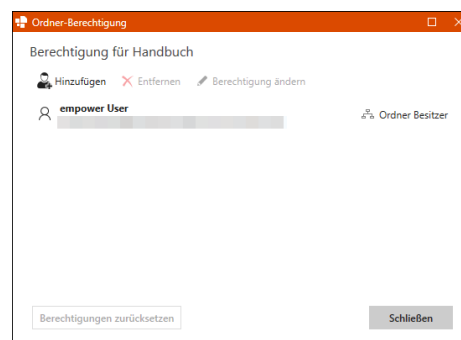 Ordner-Berechtigung
Berechtigung für Handbuch
Hinzufügen Entfernen Berechtigung ändern
empower User
Ordner Besitzer
Berechtigungen zurücksetzen Schließen